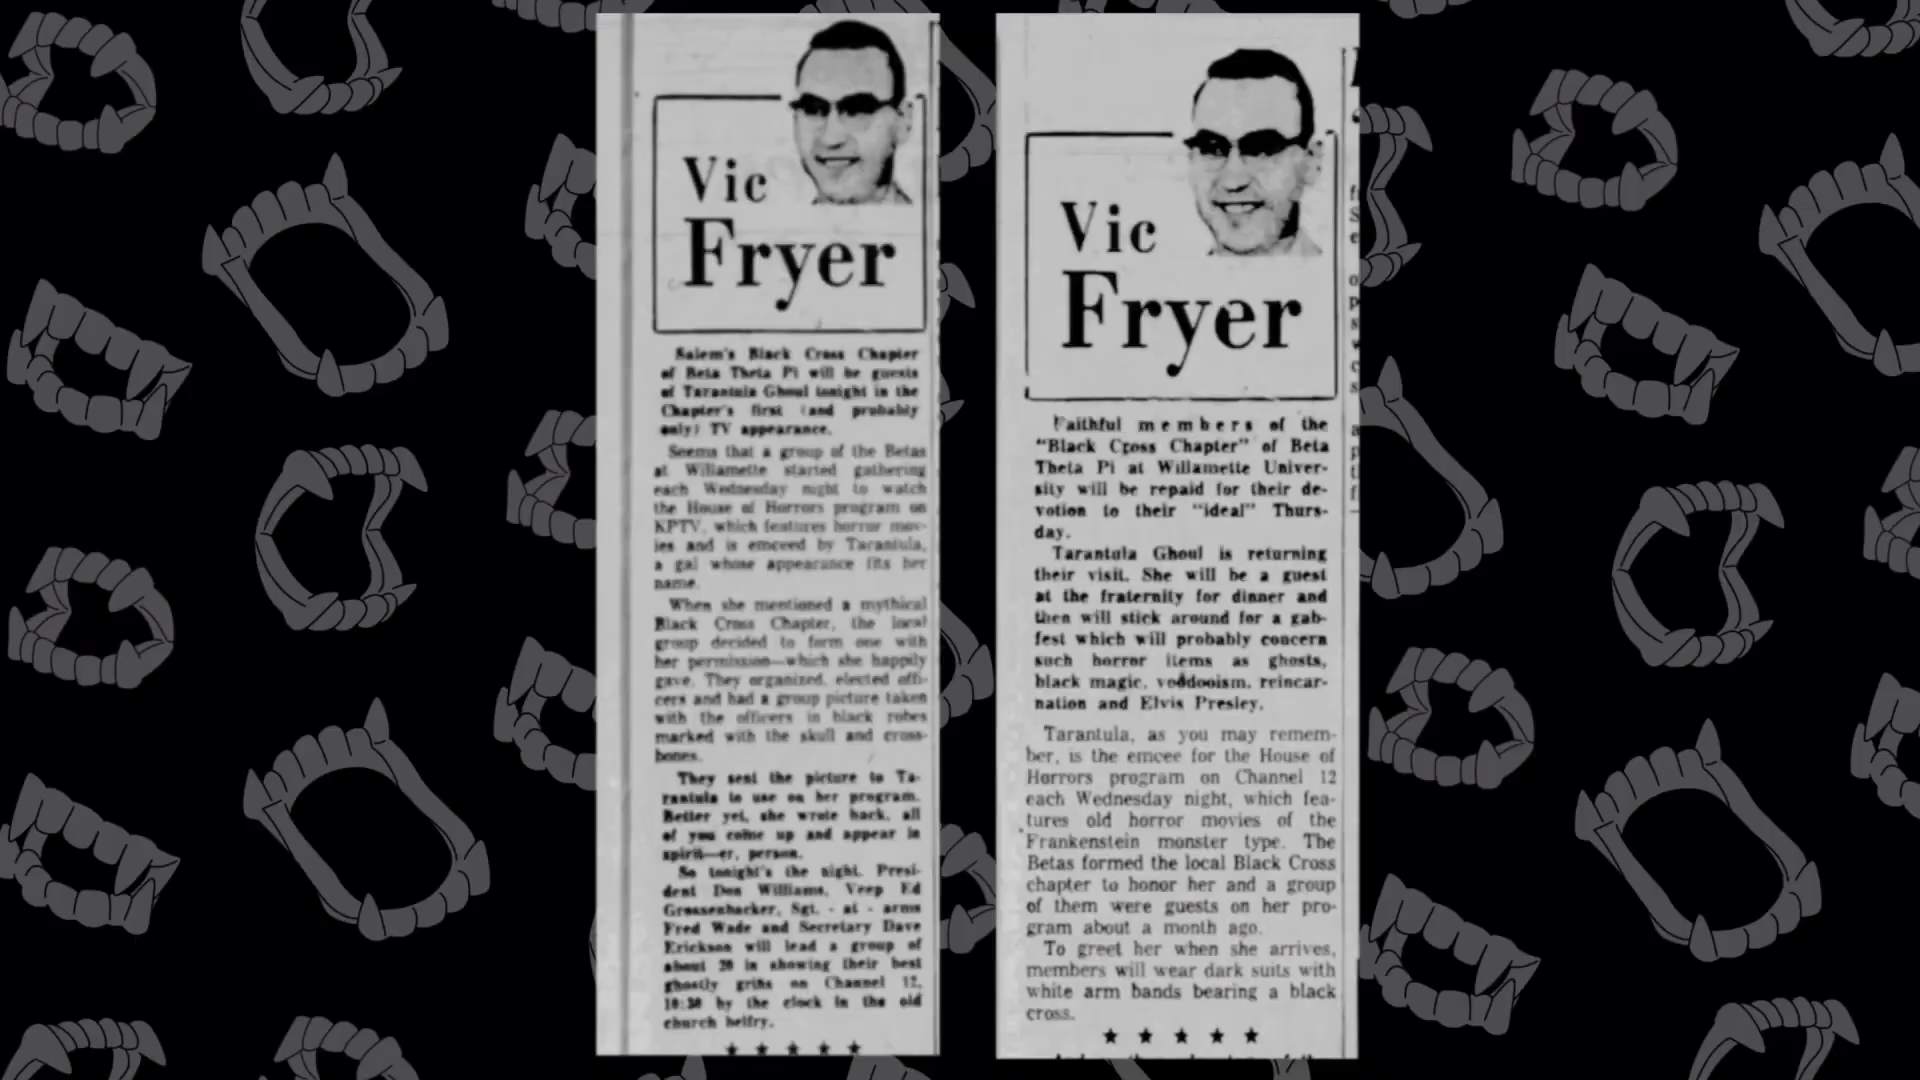 Vic
Fryer
Salem's Black Cross Chapter
of Beta Theta Pi will be guests
of Tarantula Ghoul tonight in the
Chapter's first (and probably
only) TV appearance.
Seems that a group of the Betas
at Willamette started gathering
each Wednesday night to watch
the House of Horrors program on
KPTV, which features horror mov-
ies and is emceed by Tarantula,
a gal whose appearance fits her
name.
When she mentioned a mythical
Black Cross Chapter, the local
group decided to form one with
her permission—which she happily
gave. They organized, elected offi-
cers and had a group picture taken
with the officers in black robes
marked with the skull and cross-
bones.
They sent the picture to Ta-
rantula to use on her program.
Better yet, she wrote back, all
of you come up and appear in
spirit—er, person.
So tonight's the night. Presi-
dent Don Williams, Veep Ed
Grossenbacker, Sgt. - at - arms
Fred Wade and Secretary Dave
Erickson will lead a group of
about 20 in showing their best
ghostly grins on Channel 12,
10:30 by the clock in the old
church belfry.
★ ★ ★ ★ ★
Vic
Fryer
Faithful members of the
"Black Cross Chapter" of Beta
Theta Pi at Willamette Univer-
sity will be repaid for their de-
votion to their "ideal" Thurs-
day.
Tarantula Ghoul is returning
their visit. She will be a guest
at the fraternity for dinner and
then will stick around for a gab-
fest which will probably concern
such horror items as ghosts,
black magic, voodooism, reincar-
nation and Elvis Presley.
Tarantula, as you may remem-
ber, is the emcee for the House of
Horrors program on Channel 12
each Wednesday night, which fea-
tures old horror movies of the
Frankenstein monster type. The
Betas formed the local Black Cross
chapter to honor her and a group
of them were guests on her pro-
gram about a month ago.
To greet her when she arrives,
members will wear dark suits with
white arm bands bearing a black
cross.
★ ★ ★ ★ ★